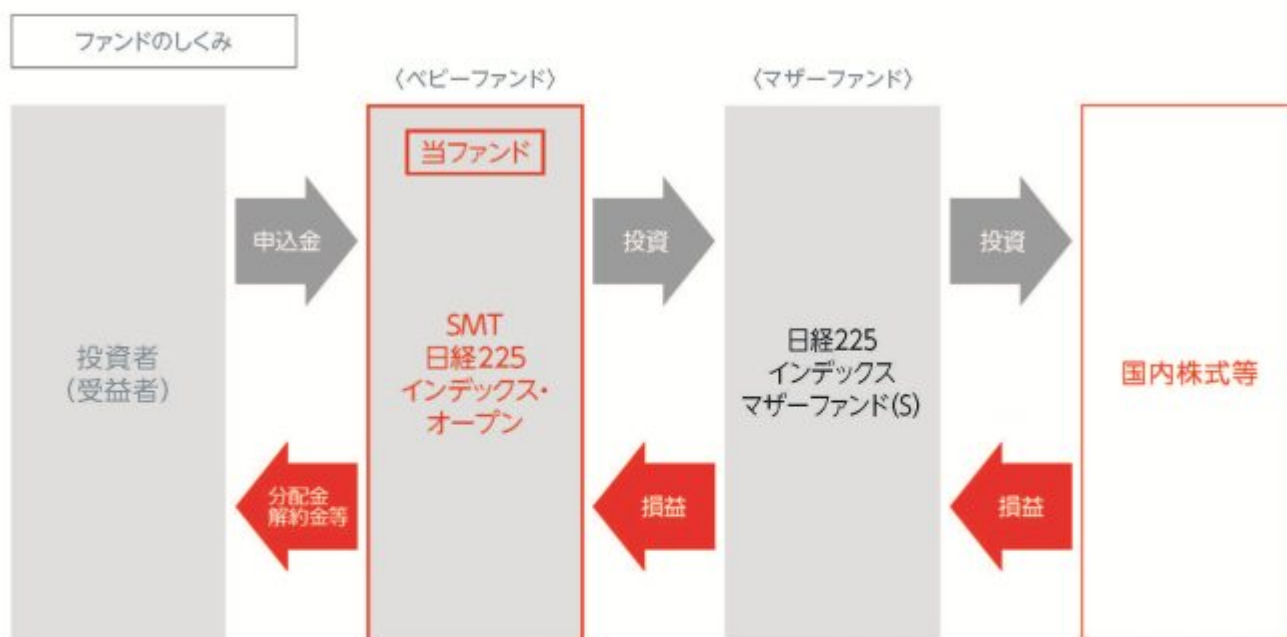 ファンドのしくみ
〈ベビーファンド〉
〈マザーファンド〉
投資者
(受益者)
申込金
分配金
解約金等
当ファンド
SMT
日経225
インデックス・
オープン
投資
損益
日経225
インデックス
マザーファンド(S)
投資
損益
国内株式等